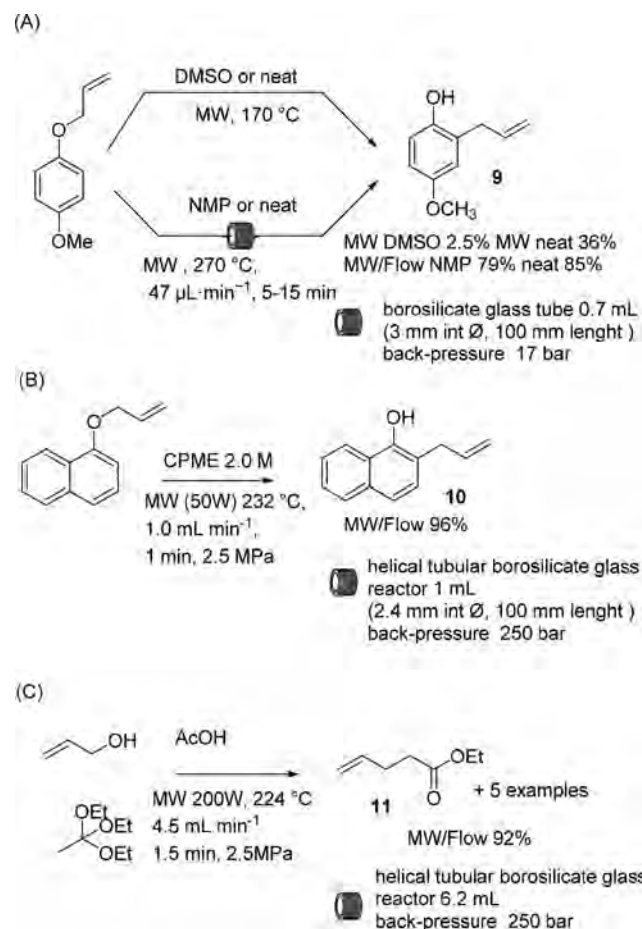 (A)
DMSO or neat
MW, 170 °C
O
OMe
NMP or neat
MW , 270 °C,
47 µL·min⁻¹, 5-15 min
OH
9
OCH₃
MW DMSO 2.5% MW neat 36%
MW/Flow NMP 79% neat 85%
borosilicate glass tube 0.7 mL
(3 mm int Ø, 100 mm lenght )
back-pressure 17 bar
(B)
O
CPME 2.0 M
MW (50W) 232 °C,
1.0 mL min⁻¹,
1 min, 2.5 MPa
OH
10
MW/Flow 96%
helical tubular borosilicate glass
reactor 1 mL
(2.4 mm int Ø, 100 mm lenght )
back-pressure 250 bar
(C)
OH
AcOH
MW 200W, 224 °C
4.5 mL min⁻¹
1.5 min, 2.5MPa
EtO OEt
OEt
O Et
O
11
+ 5 examples
MW/Flow 92%
helical tubular borosilicate glass
reactor 6.2 mL
back-pressure 250 bar